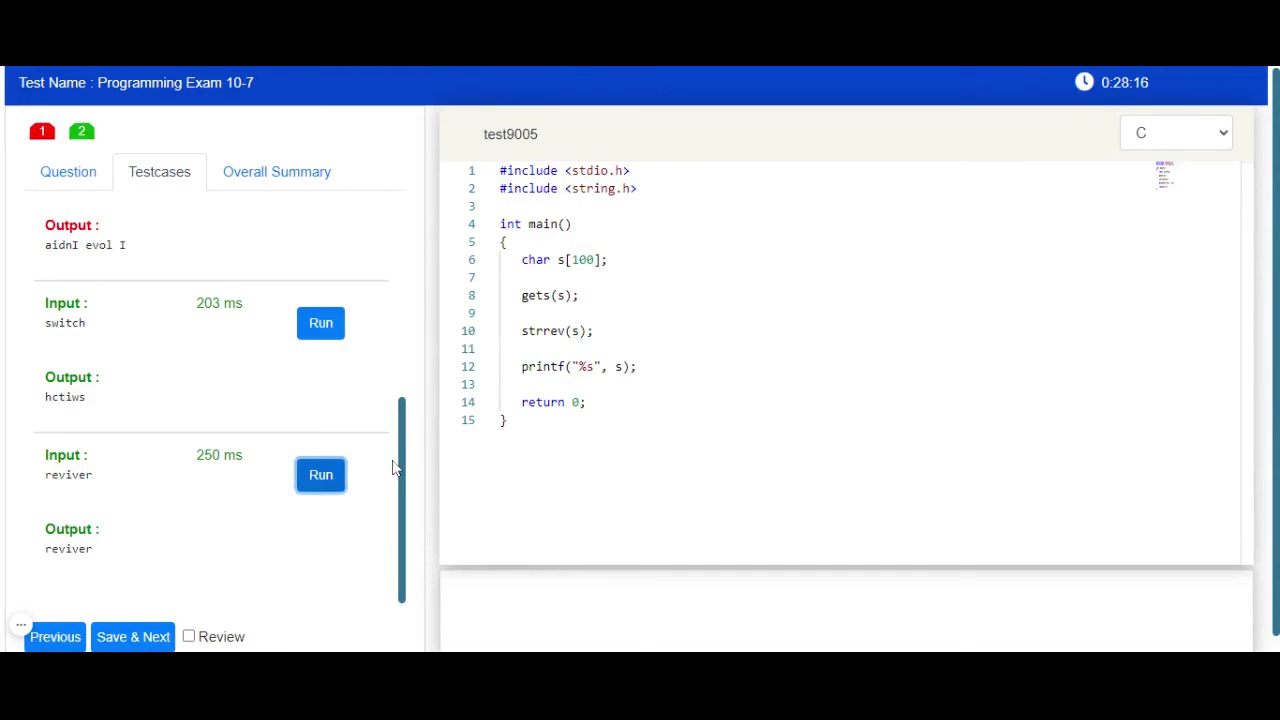 Test Name : Programming Exam 10-7
0:28:16
1
2
Question
Testcases
Overall Summary
Output :
aidnI evol I
Input :
203 ms
switch
Run
Output :
hctiws
Input :
250 ms
reviver
Run
Output :
reviver
...
Previous
Save & Next
Review
test9005
C
1 #include <stdio.h>
2 #include <string.h>
3
4 int main()
5 {
6 char s[100];
7
8 gets(s);
9
10 strrev(s);
11
12 printf("%s", s);
13
14 return 0;
15 }